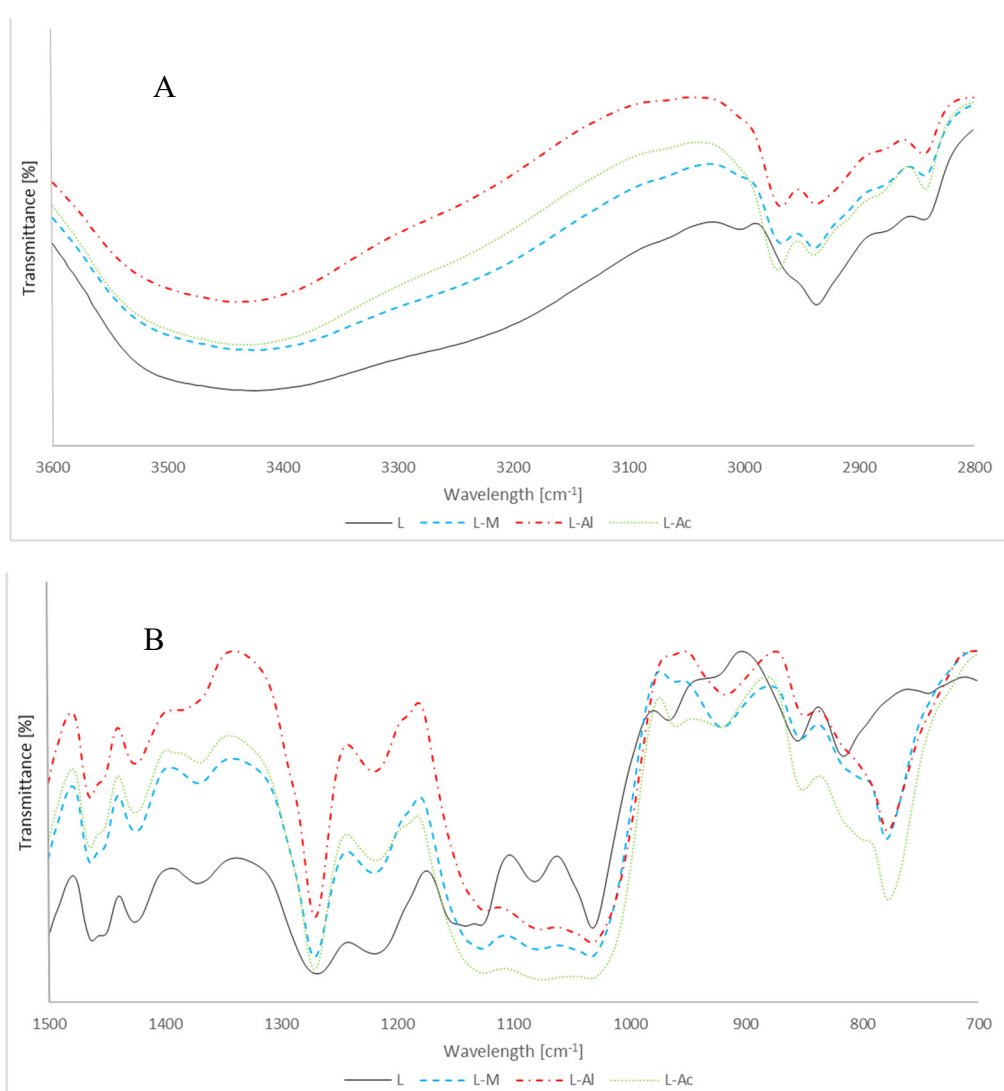 A
Transmittance [%]
3600 3500 3400 3300 3200 3100 3000 2900 2800
Wavelength [cm⁻¹]
L L-M L-Al L-Ac
B
Transmittance [%]
1500 1400 1300 1200 1100 1000 900 800 700
Wavelength [cm⁻¹]
L L-M L-Al L-Ac